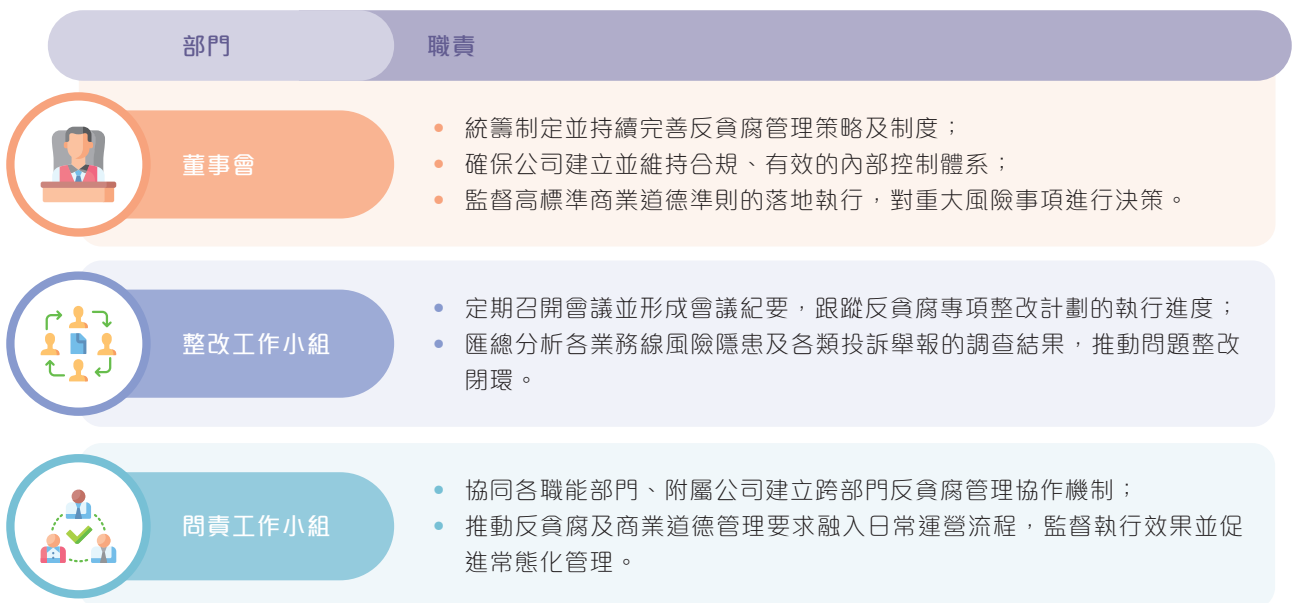 部門 職責
董事會
• 統籌制定並持續完善反貪腐管理策略及制度；
• 確保公司建立並維持合規、有效的內部控制體系；
• 監督高標準商業道德準則的落地執行，對重大風險事項進行決策。
整改工作小組
• 定期召開會議並形成會議紀要，跟蹤反貪腐專項整改計劃的執行進度；
• 匯總分析各業務線風險隱患及各類投訴舉報的調查結果，推動問題整改
閉環。
問責工作小組
• 協同各職能部門、附屬公司建立跨部門反貪腐管理協作機制；
• 推動反貪腐及商業道德管理要求融入日常運營流程，監督執行效果並促
進常態化管理。